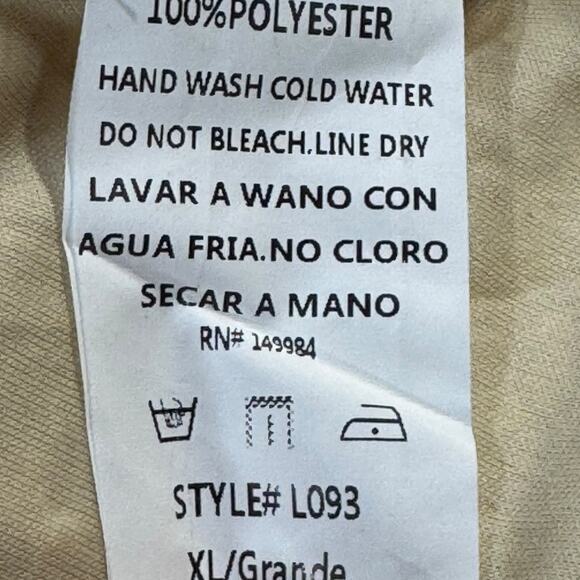 100%POLYESTER
HAND WASH COLD WATER
DO NOT BLEACH.LINE DRY
LAVAR A WANO CON
AGUA FRIA.NO CLORO
SECAR A MANO
RN# 149984
STYLE# L093
XL/Grande